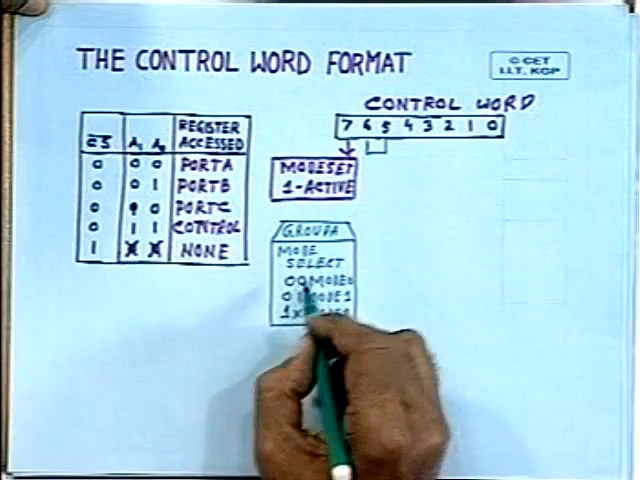 THE CONTROL WORD FORMAT
© CET
I.I.T. KGP
CONTROL WORD
7 6 5 4 3 2 1 0
CS A1 A0 REGISTER ACCESSED
0 0 0 PORTA
0 0 1 PORTB
0 1 0 PORTC
0 1 1 CONTROL
1 X X NONE
MODESET
1-ACTIVE
GROUPA
MODE
SELECT
00 MODE0
01 MODE1
1X